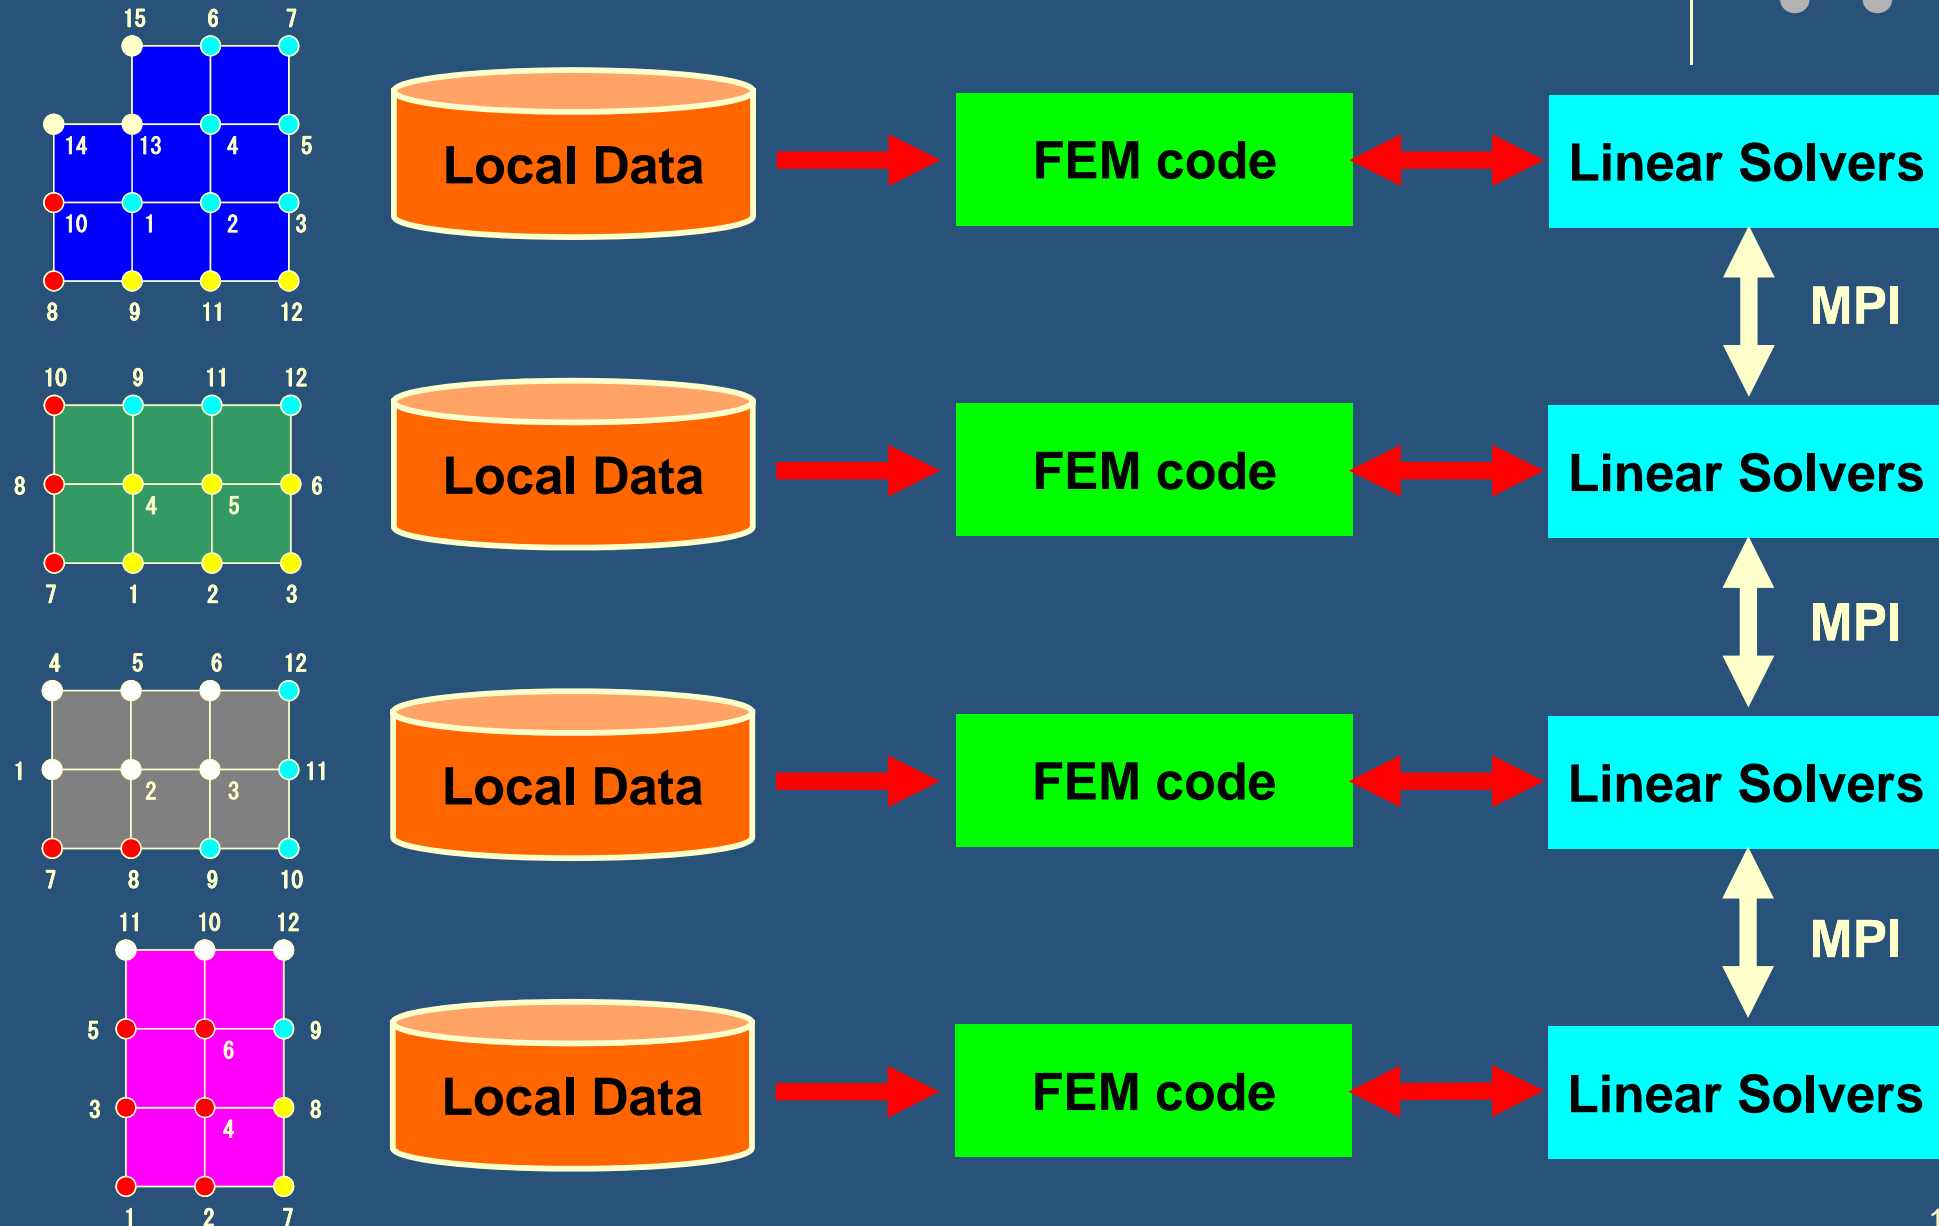 15 6 7
14 13 4 5
10 1 2 3
8 9 11 12
Local Data
FEM code
Linear Solvers
MPI
10 9 11 12
8 4 5 6
7 1 2 3
Local Data
FEM code
Linear Solvers
MPI
4 5 6 12
1 2 3 11
7 8 9 10
Local Data
FEM code
Linear Solvers
MPI
11 10 12
5 6 9
3 4 8
1 2 7
Local Data
FEM code
Linear Solvers